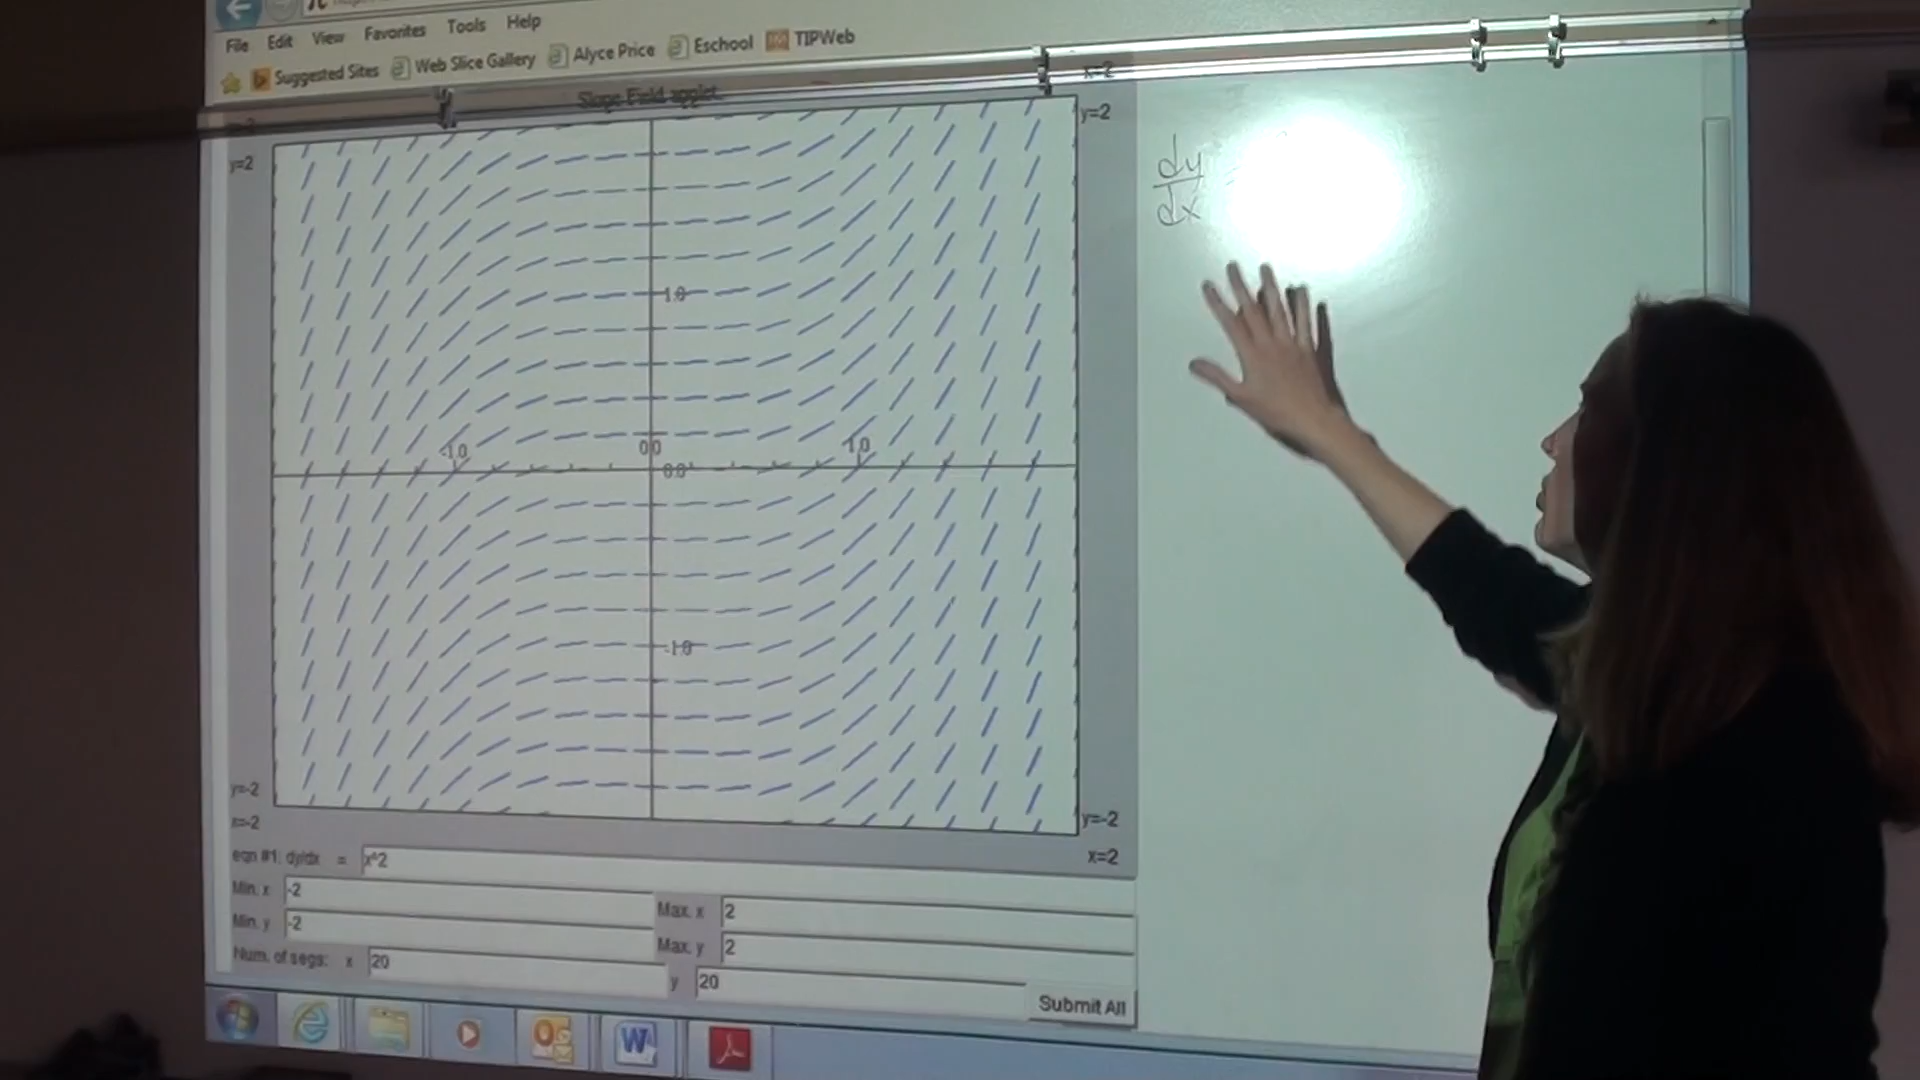 File Edit View Favorites Tools Help
Suggested Sites Web Slice Gallery Alyce Price Eschool TIPWeb
x=2
Slope Field applet
y=2
y=2
dy
dx
1.0
-1.0
0.0
1.0
0.0
-1.0
y=-2
y=-2
x=-2
x=2
eqn #1: dy/dx = x^2
Min. x -2
Max. x 2
Min. y -2
Max. y 2
Num. of segs: x 20
y 20
Submit All